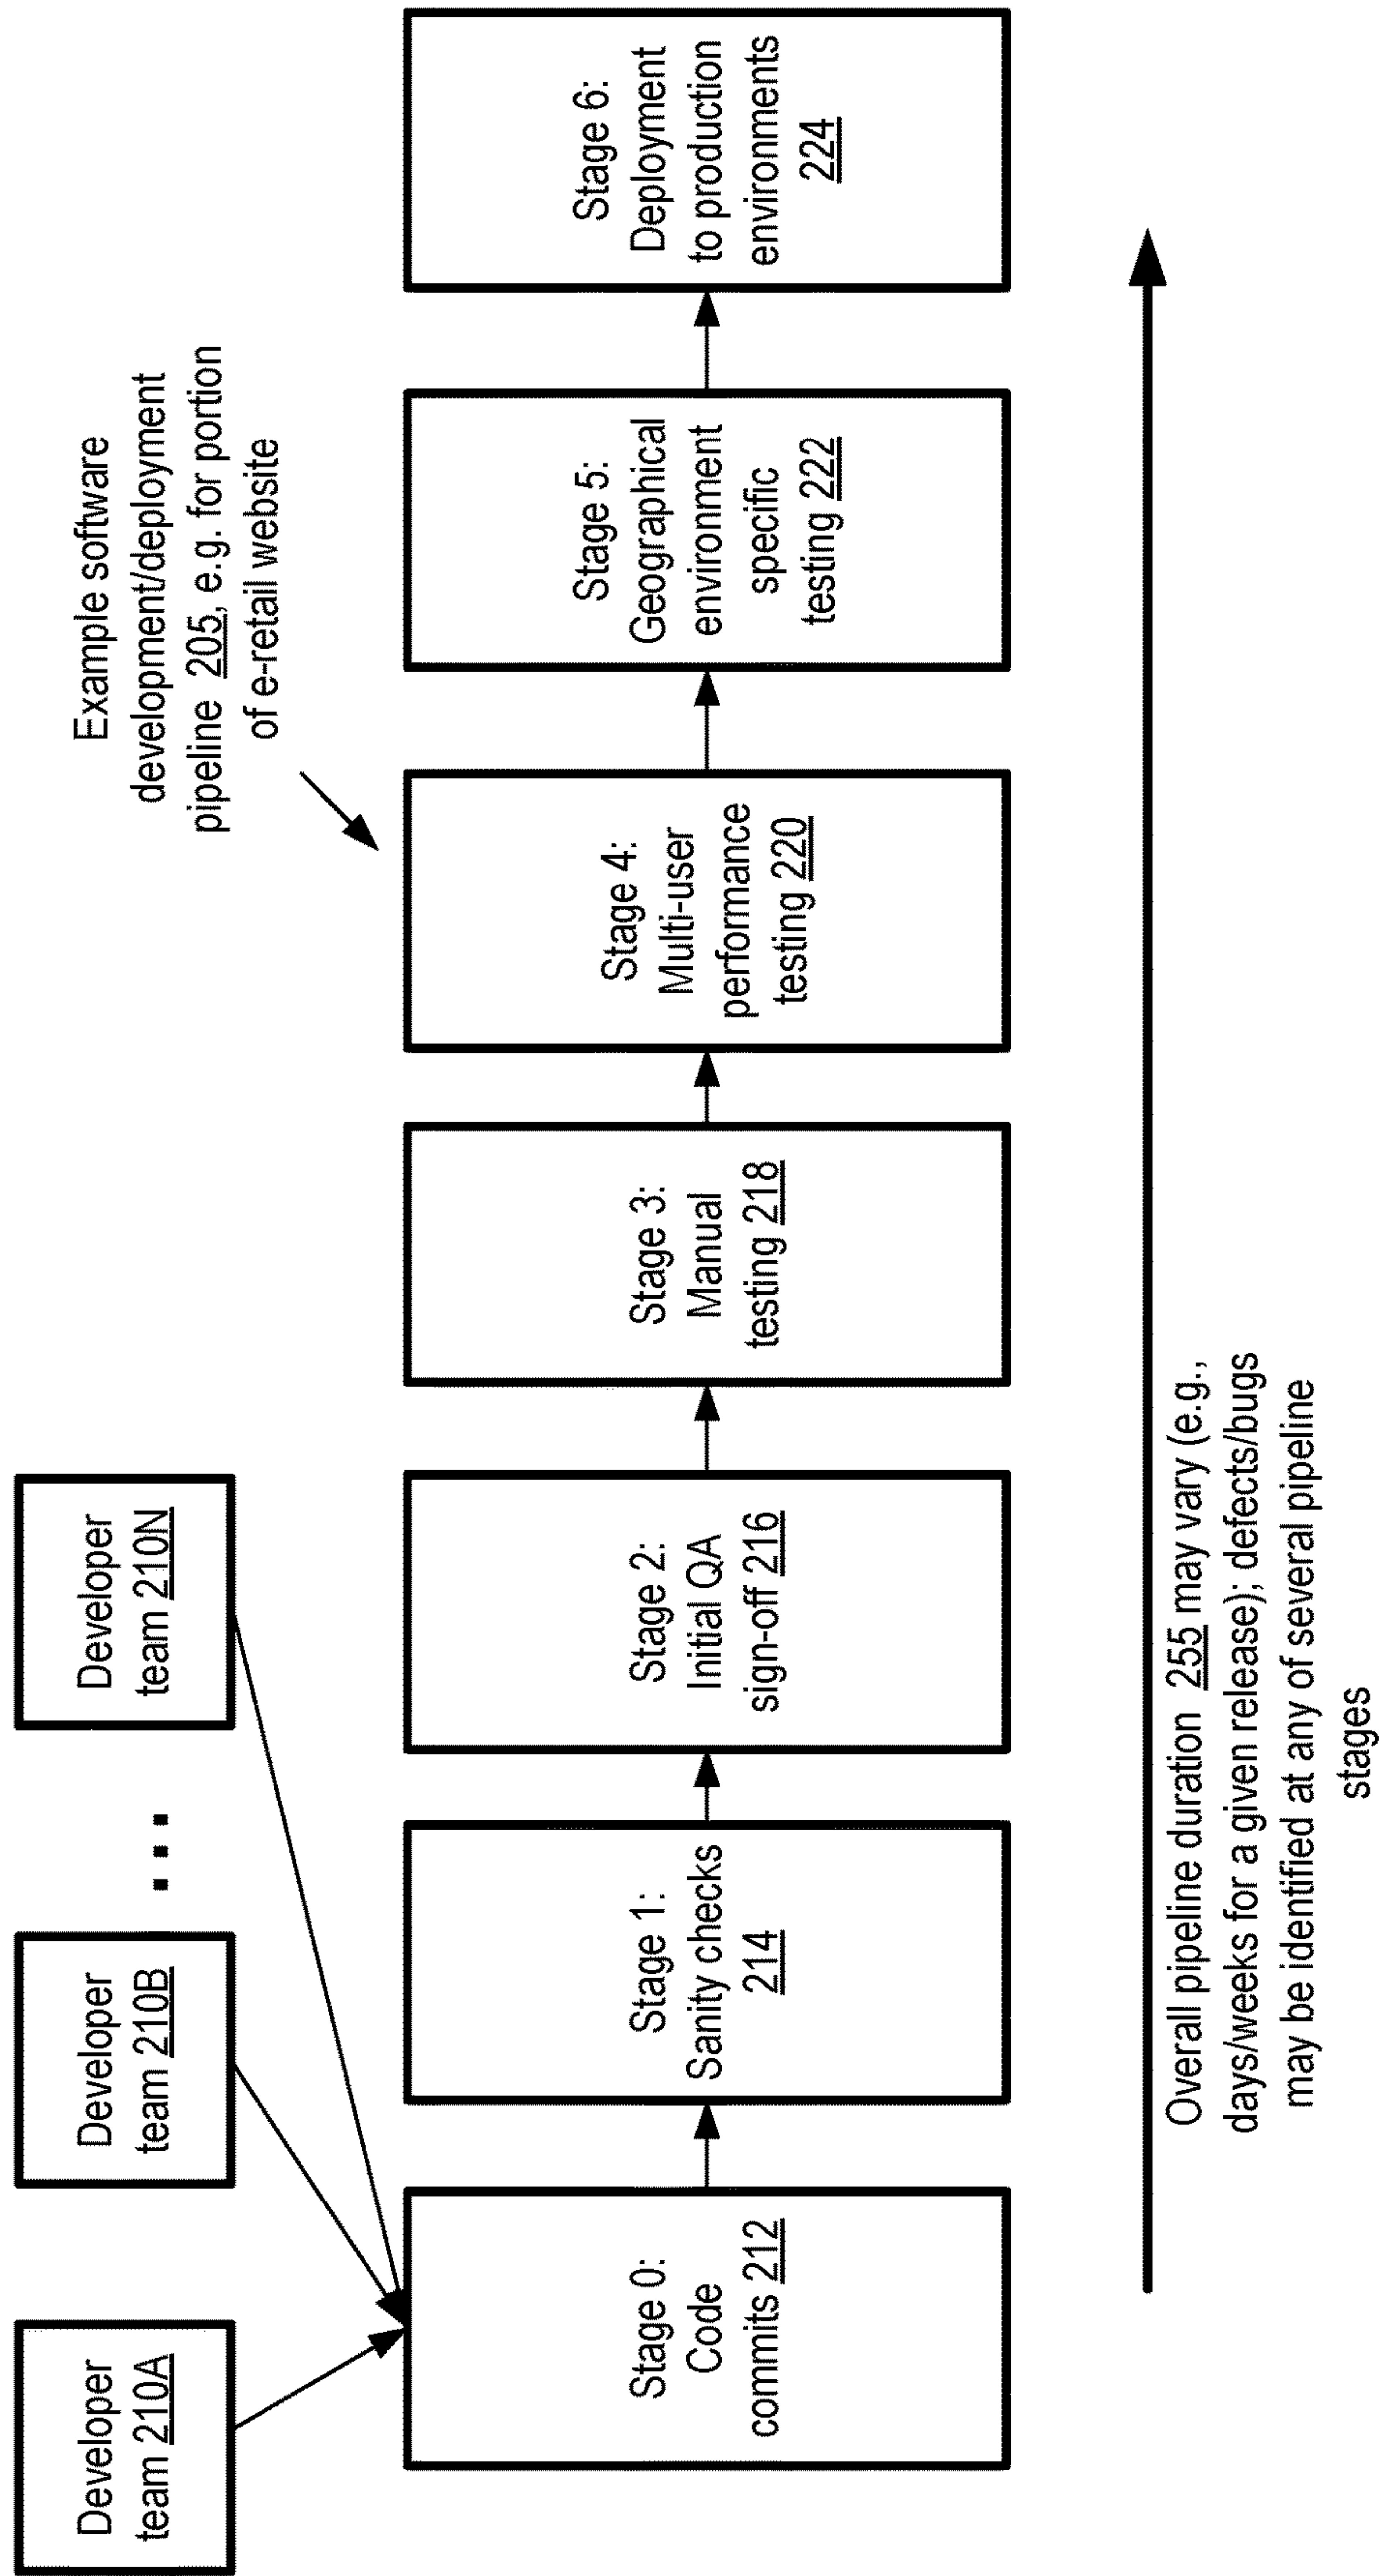 Developer
team 210A
Developer
team 210B
...
Developer
team 210N
Example software
development/deployment
pipeline 205, e.g. for portion
of e-retail website
Stage 0:
Code
commits 212
Stage 1:
Sanity checks
214
Stage 2:
Initial QA
sign-off 216
Stage 3:
Manual
testing 218
Stage 4:
Multi-user
performance
testing 220
Stage 5:
Geographical
environment
specific
testing 222
Stage 6:
Deployment
to production
environments
224
Overall pipeline duration 255 may vary (e.g.,
days/weeks for a given release); defects/bugs
may be identified at any of several pipeline
stages